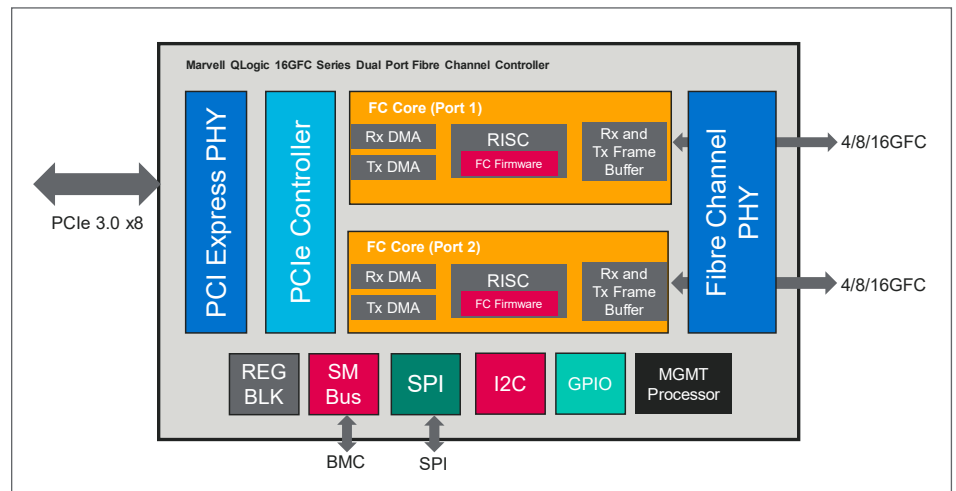 Marvell QLogic 16GFC Series Dual Port Fibre Channel Controller
PCI Express PHY
PCIe Controller
FC Core (Port 1)
Rx DMA
Tx DMA
RISC
FC Firmware
Rx and
Tx Frame
Buffer
Fibre Channel
PHY
4/8/16GFC
PCIe 3.0 x8
FC Core (Port 2)
Rx DMA
Tx DMA
RISC
FC Firmware
Rx and
Tx Frame
Buffer
4/8/16GFC
REG
BLK
SM
Bus
SPI
I2C
GPIO
MGMT
Processor
BMC
SPI